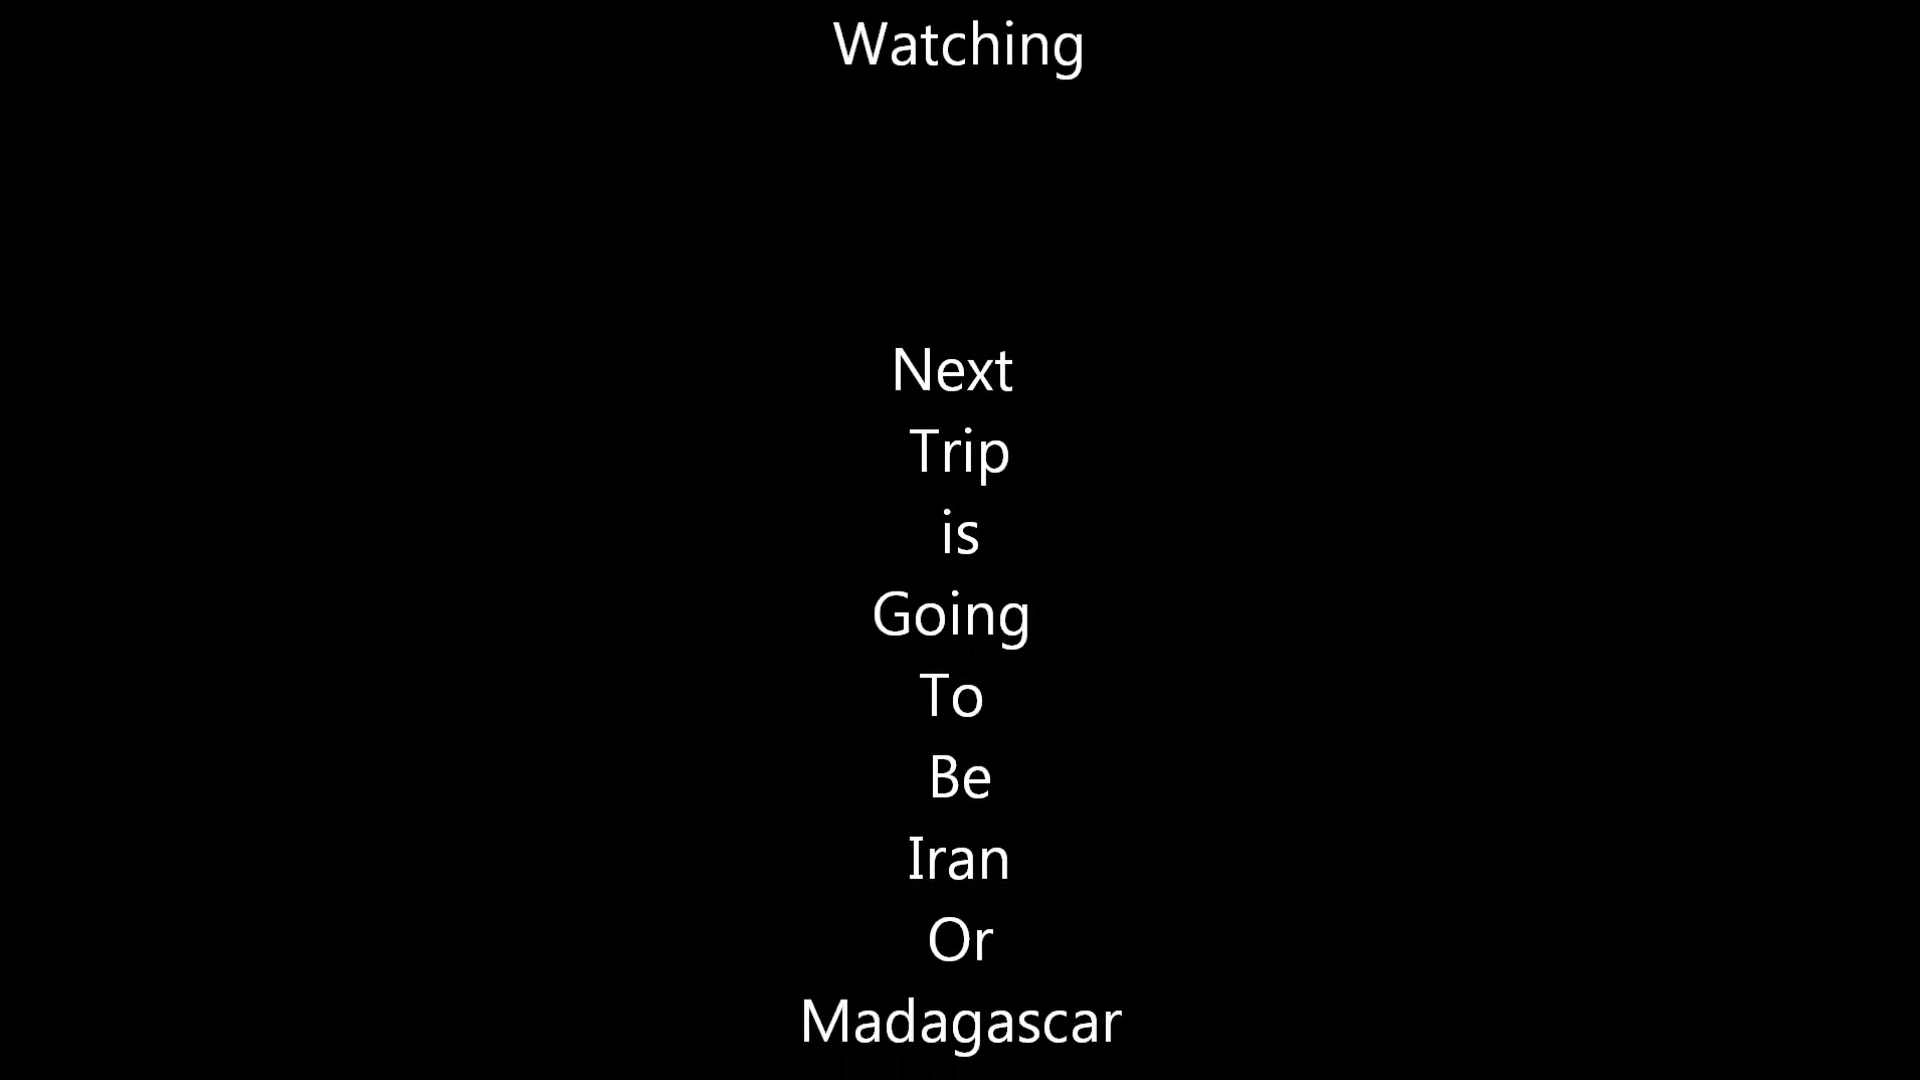 Watching
Next
Trip
is
Going
To
Be
Iran
Or
Madagascar